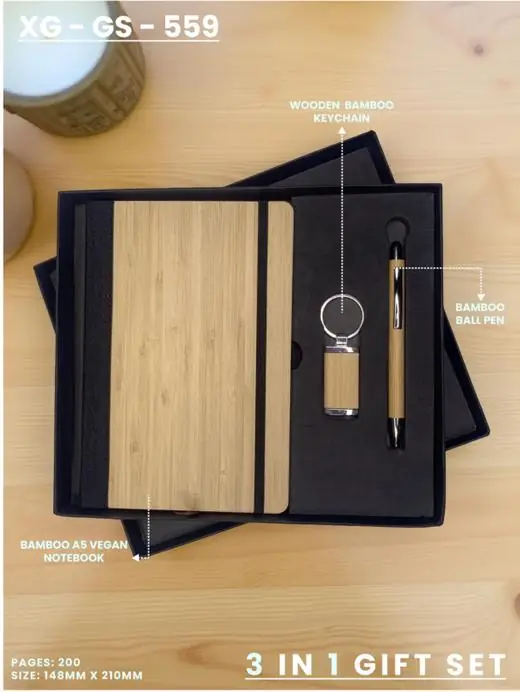 XG - GS - 559
WOODEN BAMBOO
KEYCHAIN
BAMBOO
BALL PEN
BAMBOO A5 VEGAN
NOTEBOOK
PAGES: 200
SIZE: 148MM X 210MM
3 IN 1 GIFT SET